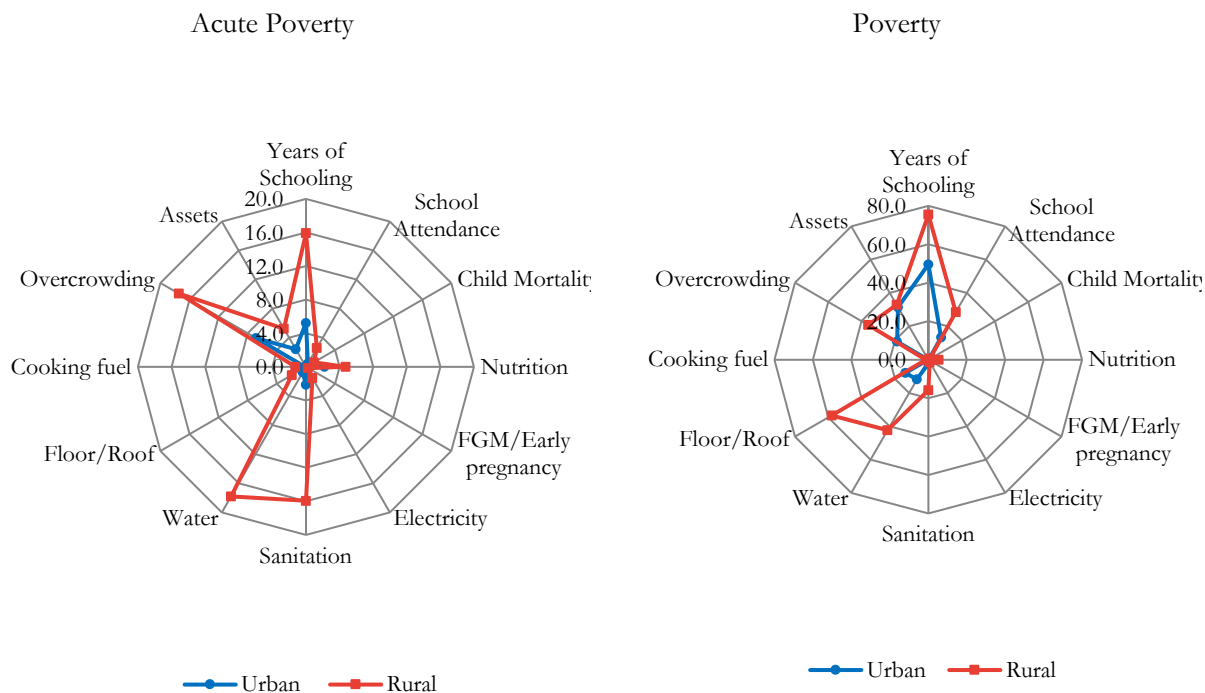 Acute Poverty
Years of
Schooling
20.0
16.0
12.0
8.0
4.0
0.0
School
Attendance
Child Mortality
Nutrition
FGM/Early
pregnancy
Electricity
Sanitation
Water
Floor/Roof
Cooking fuel
Overcrowding
Assets
Urban
Rural
Poverty
Years of
Schooling
80.0
60.0
40.0
20.0
0.0
School
Attendance
Child Mortality
Nutrition
FGM/Early
pregnancy
Electricity
Sanitation
Water
Floor/Roof
Cooking fuel
Overcrowding
Assets
Urban
Rural